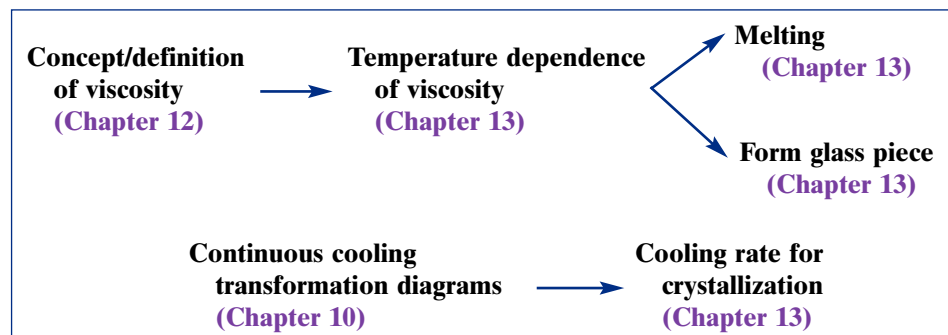 Concept/definition
of viscosity
(Chapter 12)
Temperature dependence
of viscosity
(Chapter 13)
Melting
(Chapter 13)
Form glass piece
(Chapter 13)
Continuous cooling
transformation diagrams
(Chapter 10)
Cooling rate for
crystallization
(Chapter 13)